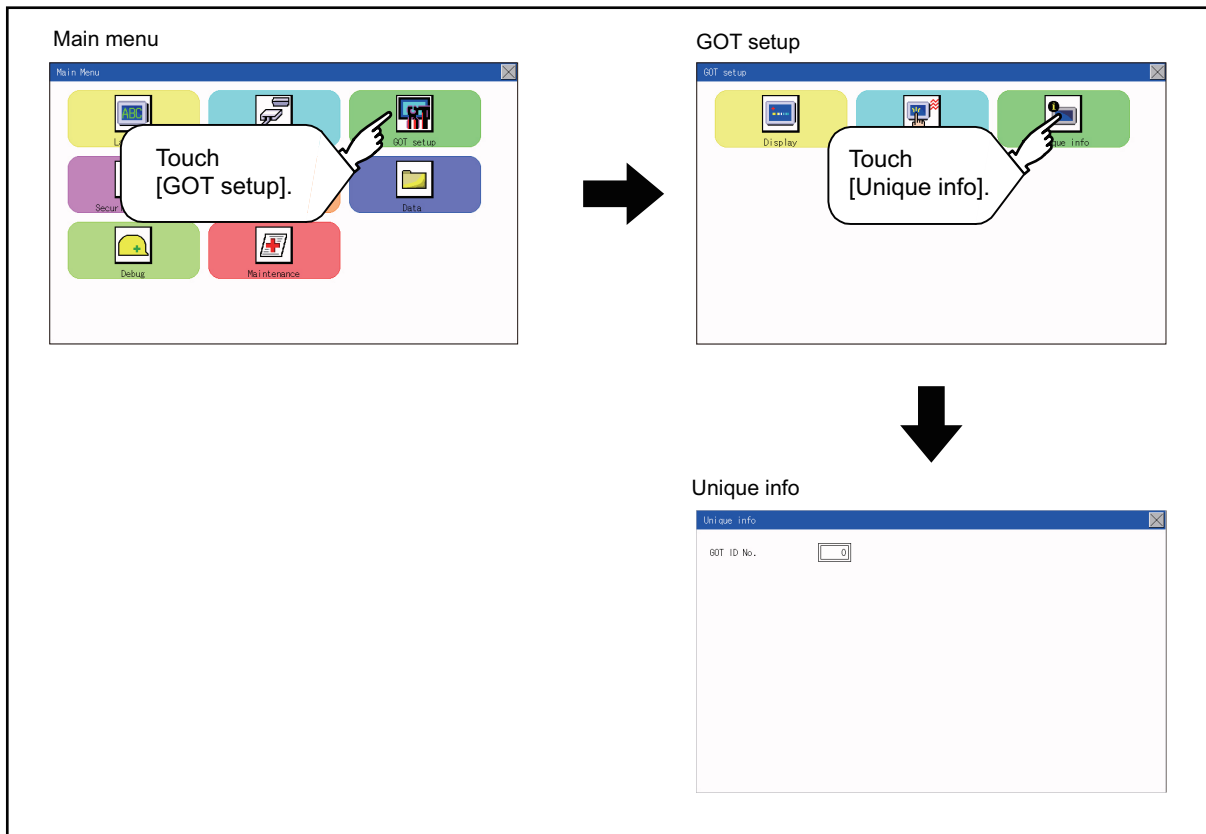 Main menu
Main Menu
ABC
GOT setup
Touch
[GOT setup].
Data
Debug
Maintenance
GOT setup
GOT setup
Display
Touch
[Unique info].
Unique info
Unique info
GOT ID No.
0